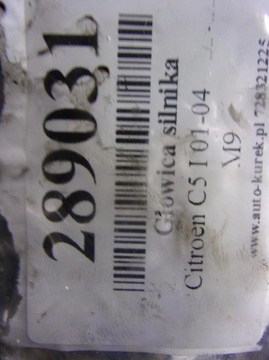 289031
Głowica silnika
Citroen C5 I 01-04
M9
www.auto-kurek.pl 728321225